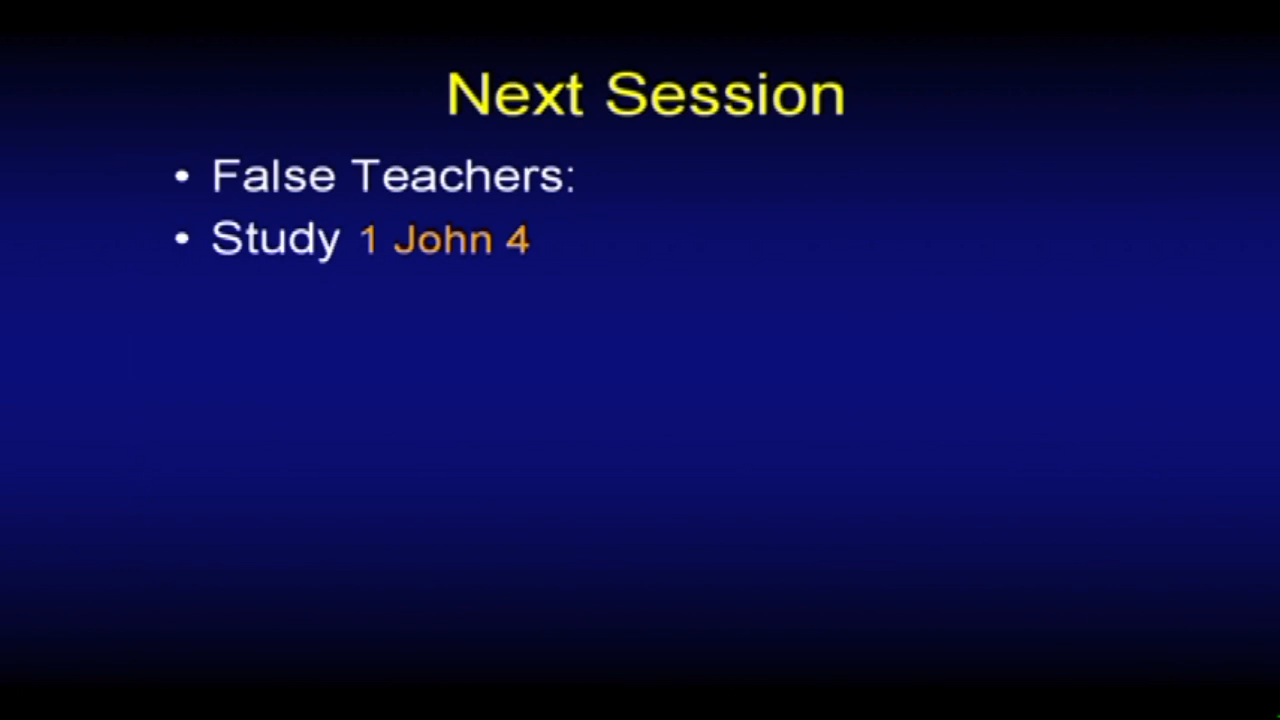 Next Session
• False Teachers:
• Study 1 John 4